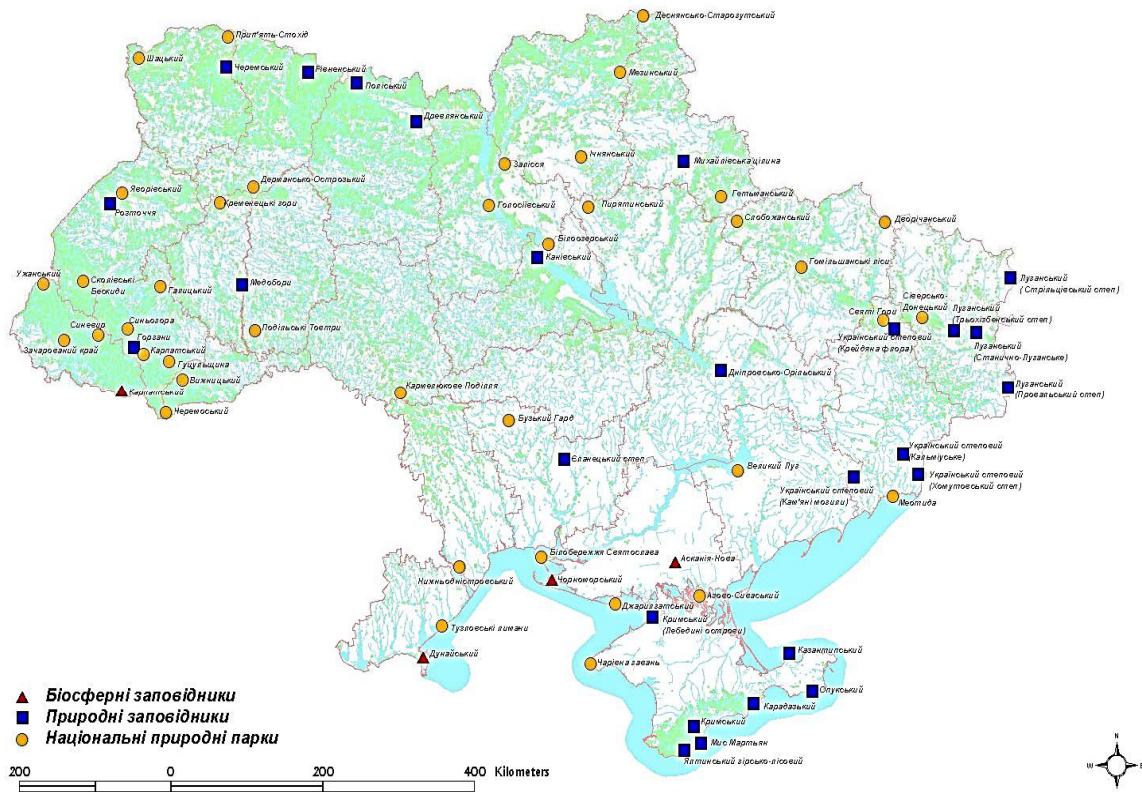 Деснянсько-Старогутський
Прип'ять-Стохід
Шацький
Черемський
Рівненський
Поліський
Мезинський
Древлянський
Залісся
Ічнянський
Михайлівська цілина
Дермансько-Острозький
Яворівський
Кременецькі гори
Розточчя
Голосіївський
Пирятинський
Гетьманський
Слобожанський
Дворічанський
Білоозерський
Канівський
Гомільшанські ліси
Ужанський
Сколівські
Бескиди
Галицький
Медобори
Луганський
(Стрільцівський степ)
Сіверсько-
Донецький
Святі Гори
Луганський
(Трьохізбенський степ)
Український степовий
(Крейдяна флора)
Луганський
(Станично-Луганське)
Синевир
Синьогора
Подільські Товтри
Зачарований край
Горгани
Карпатський
Гуцульщина
Вижницький
Карпатський
Черемоський
Дніпровсько-Орільський
Луганський
(Провальський степ)
Кармелюкове Поділля
Бузький Гард
Єланецький степ
Великий Луг
Український степовий
(Кальміуське)
Український степовий
(Хомутовський степ)
Український степовий
(Кам'яні могили)
Меотида
Білобережжя Святослава
Асканія-Нова
Нижньодністровський
Чорноморський
Азово-Сиваський
Джарилгатський
Кримський
(Лебедині острови)
Тузловські лимани
Дунайський
Чарівна гавань
Казантипський
Опукський
Карадазький
Кримський
Мис Мартьян
Ялтинський гірсько-лісовий
Біосферні заповідники
Природні заповідники
Національні природні парки
200 0 200 400 Kilometers
N
W E
S